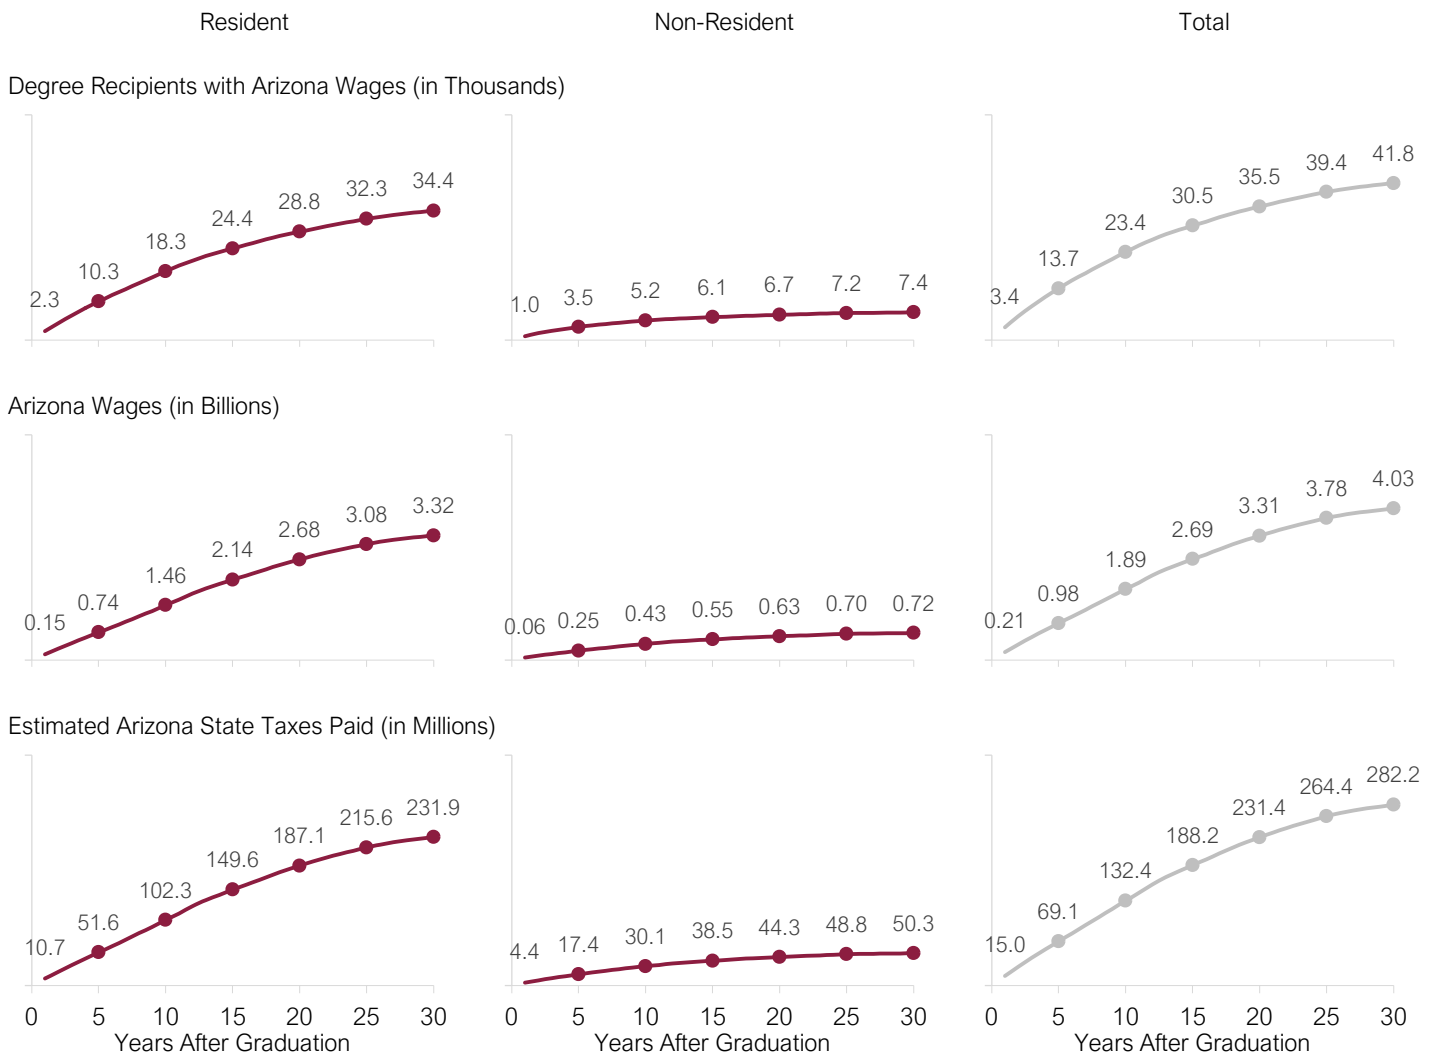 Resident Non-Resident Total
Degree Recipients with Arizona Wages (in Thousands)
2.3 10.3 18.3 24.4 28.8 32.3 34.4
1.0 3.5 5.2 6.1 6.7 7.2 7.4
3.4 13.7 23.4 30.5 35.5 39.4 41.8
Arizona Wages (in Billions)
0.15 0.74 1.46 2.14 2.68 3.08 3.32
0.06 0.25 0.43 0.55 0.63 0.70 0.72
0.21 0.98 1.89 2.69 3.31 3.78 4.03
Estimated Arizona State Taxes Paid (in Millions)
10.7 51.6 102.3 149.6 187.1 215.6 231.9
4.4 17.4 30.1 38.5 44.3 48.8 50.3
15.0 69.1 132.4 188.2 231.4 264.4 282.2
0 5 10 15 20 25 30 0 5 10 15 20 25 30 0 5 10 15 20 25 30
Years After Graduation Years After Graduation Years After Graduation